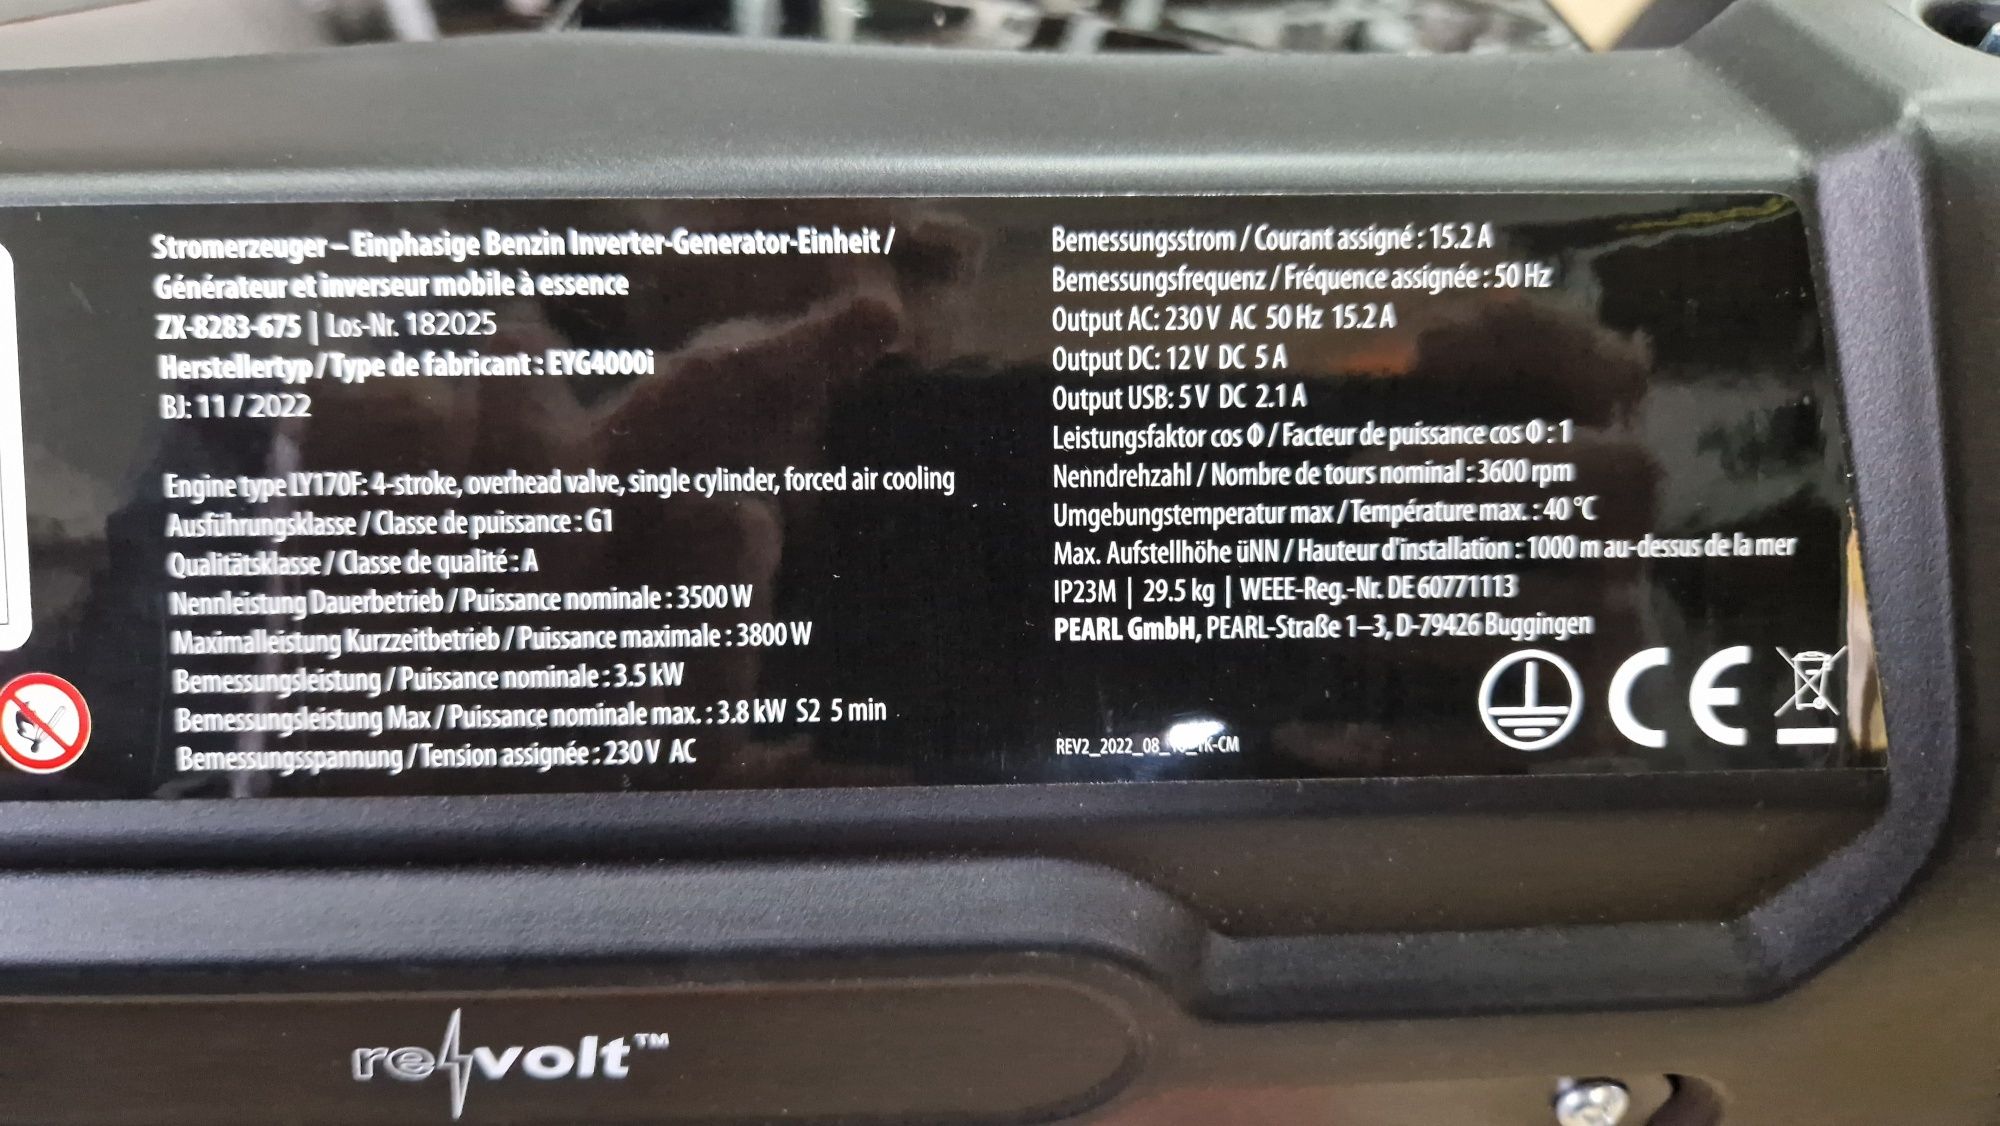 Stromerzeuger – Einphasige Benzin Inverter-Generator-Einheit /
Générateur et inverseur mobile à essence
ZX-8283-675 | Los-Nr. 182025
Herstellertyp / Type de fabricant : EYG4000i
BJ: 11 / 2022
Engine type LY170F: 4-stroke, overhead valve, single cylinder, forced air cooling
Ausführungsklasse / Classe de puissance : G1
Qualitätsklasse / Classe de qualité : A
Nennleistung Dauerbetrieb / Puissance nominale : 3500 W
Maximalleistung Kurzzeitbetrieb / Puissance maximale : 3800 W
Bemessungsleistung / Puissance nominale : 3.5 kW
Bemessungsleistung Max / Puissance nominale max. : 3.8 kW S2 5 min
Bemessungsspannung / Tension assignée : 230 V AC
Bemessungsstrom / Courant assigné : 15.2 A
Bemessungsfrequenz / Fréquence assignée : 50 Hz
Output AC: 230 V AC 50 Hz 15.2 A
Output DC: 12 V DC 5 A
Output USB: 5 V DC 2.1 A
Leistungsfaktor cos Φ / Facteur de puissance cos Φ : 1
Nenndrehzahl / Nombre de tours nominal : 3600 rpm
Umgebungstemperatur max / Température max. : 40 °C
Max. Aufstellhöhe üNN / Hauteur d'installation : 1000 m au-dessus de la mer
IP23M | 29.5 kg | WEEE-Reg.-Nr. DE 60771113
PEARL GmbH, PEARL-Straße 1–3, D-79426 Buggingen
CE
revolt™